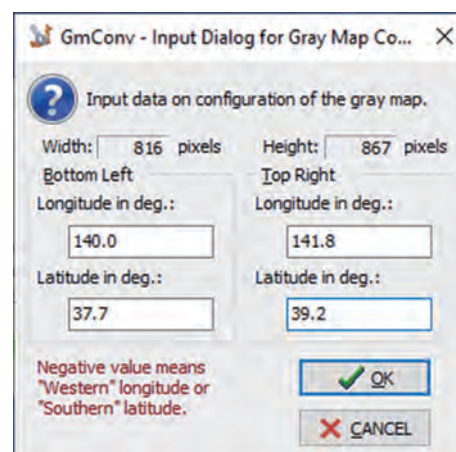 GmConv - Input Dialog for Gray Map Co...
Input data on configuration of the gray map.
Width: 816 pixels Height: 867 pixels
Bottom Left Top Right
Longitude in deg.: Longitude in deg.:
140.0 141.8
Latitude in deg.: Latitude in deg.:
37.7 39.2
Negative value means
"Western" longitude or
"Southern" latitude.
OK
CANCEL